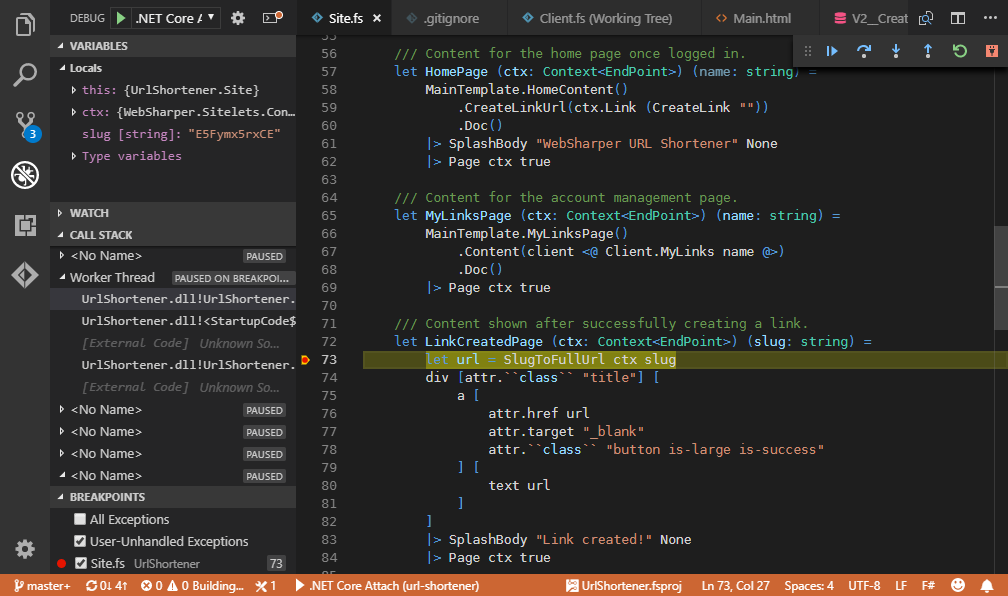 DEBUG .NET Core A
Site.fs
.gitignore
Client.fs (Working Tree)
Main.html
V2__Creat
VARIABLES
Locals
this: {UrlShortener.Site}
ctx: {WebSharper.Sitelets.Con...
slug [string]: "E5Fymx5rxCE"
Type variables
3
WATCH
CALL STACK
<No Name> PAUSED
Worker Thread PAUSED ON BREAKPOI...
UrlShortener.dll!UrlShortener.
UrlShortener.dll!<StartupCode$
[External Code] Unknown So...
UrlShortener.dll!UrlShortener.
[External Code] Unknown So...
<No Name> PAUSED
<No Name> PAUSED
<No Name> PAUSED
<No Name> PAUSED
BREAKPOINTS
All Exceptions
User-Unhandled Exceptions
Site.fs UrlShortener 73
55
56 /// Content for the home page once logged in.
57 let HomePage (ctx: Context<EndPoint>) (name: string) =
58 MainTemplate.HomeContent()
59 .CreateLinkUrl(ctx.Link (CreateLink ""))
60 .Doc()
61 |> SplashBody "WebSharper URL Shortener" None
62 |> Page ctx true
63
64 /// Content for the account management page.
65 let MyLinksPage (ctx: Context<EndPoint>) (name: string) =
66 MainTemplate.MyLinksPage()
67 .Content(client <@ Client.MyLinks name @>)
68 .Doc()
69 |> Page ctx true
70
71 /// Content shown after successfully creating a link.
72 let LinkCreatedPage (ctx: Context<EndPoint>) (slug: string) =
73 let url = SlugToFullUrl ctx slug
74 div [attr.``class`` "title"] [
75 a [
76 attr.href url
77 attr.target "_blank"
78 attr.``class`` "button is-large is-success"
79 ] [
80 text url
81 ]
82 ]
83 |> SplashBody "Link created!" None
84 |> Page ctx true
master+ 0↓ 4↑ 0 0 Building... 1 .NET Core Attach (url-shortener) UrlShortener.fsproj Ln 73, Col 27 Spaces: 4 UTF-8 LF F#